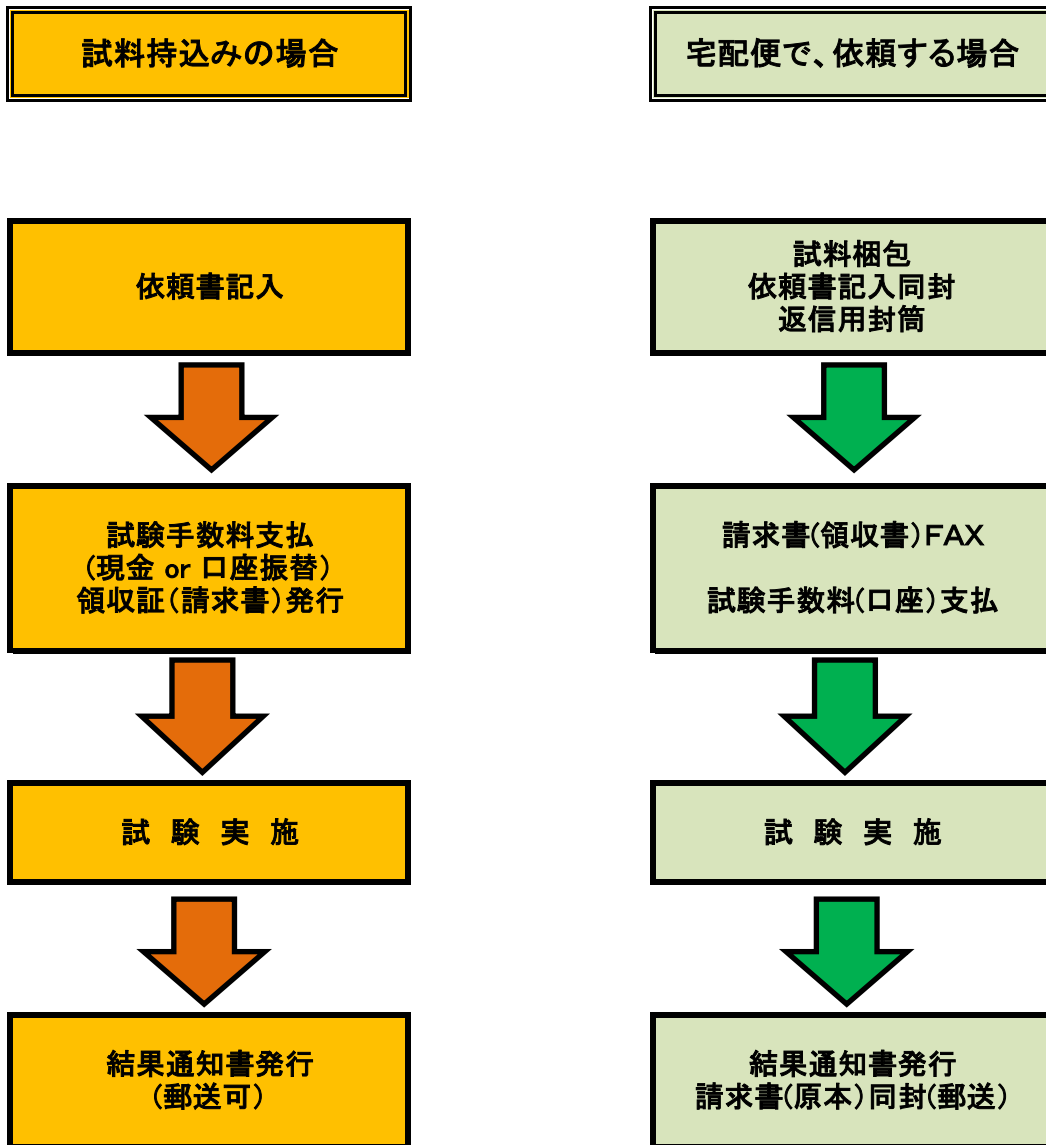 試料持込みの場合
依頼書記入
試験手数料支払
(現金 or 口座振替)
領収証(請求書)発行
試 験 実 施
結果通知書発行
(郵送可)
宅配便で、依頼する場合
試料梱包
依頼書記入同封
返信用封筒
請求書(領収書)FAX
試験手数料(口座)支払
試 験 実 施
結果通知書発行
請求書(原本)同封(郵送)